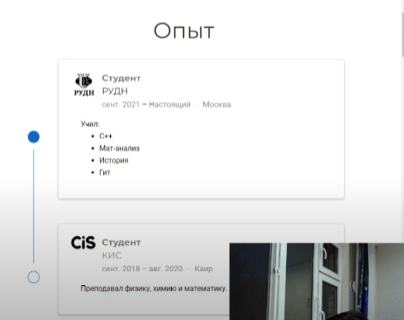 Опыт
РУДН
Студент
РУДН
сент. 2021 – Настоящий · Москва
Учил:
• C++
• Мат-анализ
• История
• Гит
CiS
Студент
КИС
сент. 2018 – авг. 2020 · Каир
Преподавал физику, химию и математику.